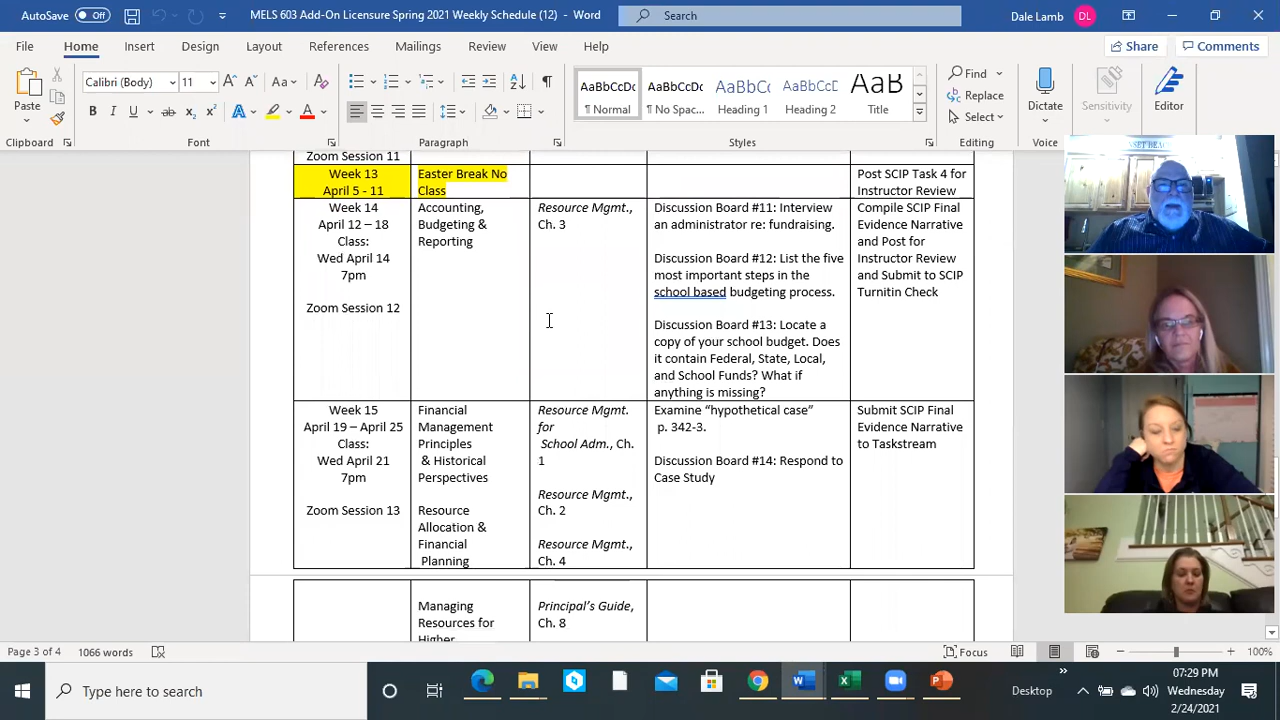 AutoSave Off MELS 603 Add-On Licensure Spring 2021 Weekly Schedule (12) - Word Search Dale Lamb DL
File Home Insert Design Layout References Mailings Review View Help Share Comments
Paste
Calibri (Body) 11
Aa
B I U ab A A
Clipboard Font Paragraph
AaBbCcDc
¶ Normal
AaBbCcDc
¶ No Spac...
AaBbCc
Heading 1
AaBbCcD
Heading 2
AaB
Title
Styles
Find
Replace
Select
Editing
Dictate
Voice
Sensitivity
Sensitivity
Editor
Editor
Zoom Session 11
Week 13
April 5 - 11
Easter Break No
Class
Post SCIP Task 4 for
Instructor Review
Week 14
April 12 – 18
Class:
Wed April 14
7pm
Zoom Session 12
Accounting,
Budgeting &
Reporting
Resource Mgmt.,
Ch. 3
Discussion Board #11: Interview
an administrator re: fundraising.
Discussion Board #12: List the five
most important steps in the
school based budgeting process.
Discussion Board #13: Locate a
copy of your school budget. Does
it contain Federal, State, Local,
and School Funds? What if
anything is missing?
Compile SCIP Final
Evidence Narrative
and Post for
Instructor Review
and Submit to SCIP
Turnitin Check
Week 15
April 19 – April 25
Class:
Wed April 21
7pm
Zoom Session 13
Financial
Management
Principles
& Historical
Perspectives
Resource
Allocation &
Financial
Planning
Resource Mgmt.
for
School Adm., Ch.
1
Resource Mgmt.,
Ch. 2
Resource Mgmt.,
Ch. 4
Examine “hypothetical case”
p. 342-3.
Discussion Board #14: Respond to
Case Study
Submit SCIP Final
Evidence Narrative
to Taskstream
Managing
Resources for
Higher
Principal’s Guide,
Ch. 8
Page 3 of 4 1066 words Focus 100%
Type here to search
Desktop
07:29 PM
Wednesday
2/24/2021